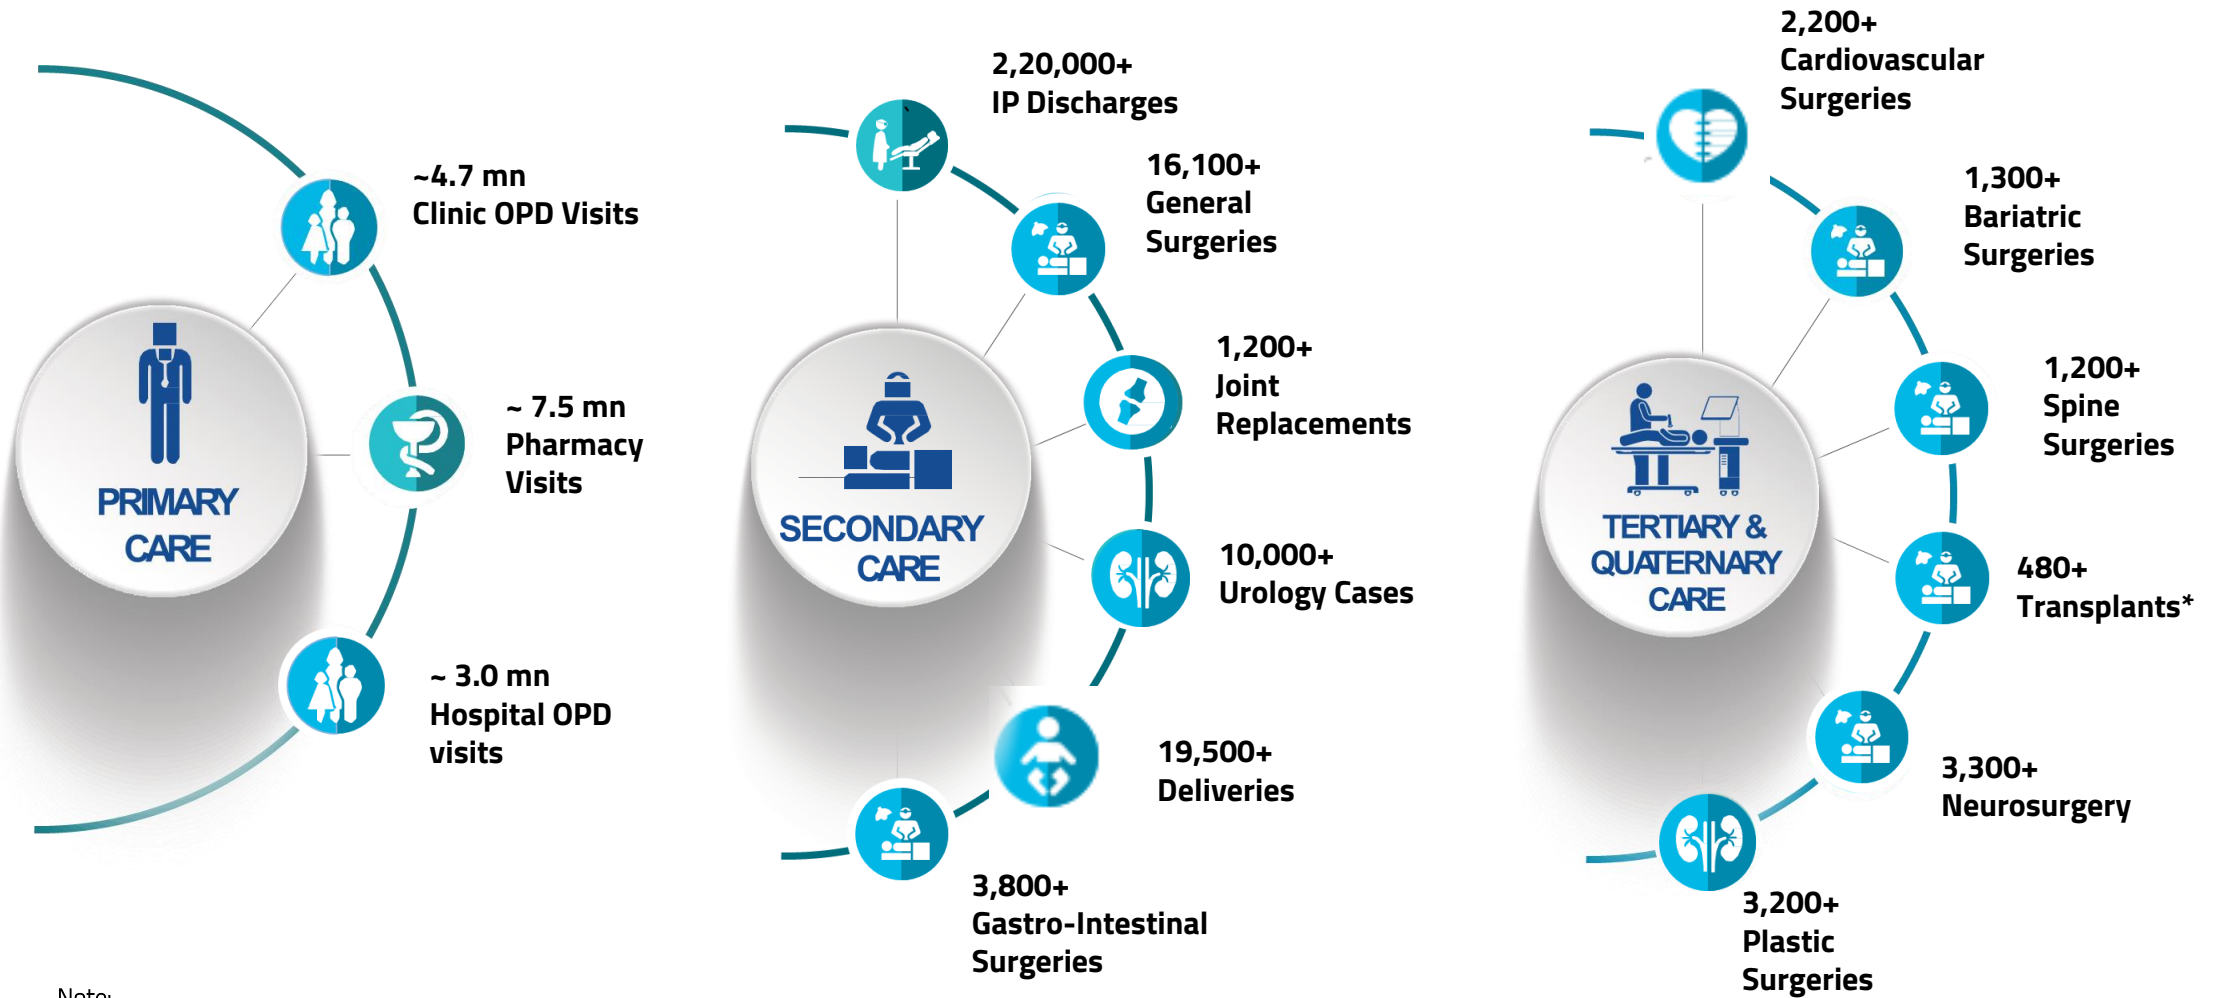 ~4.7 mn
Clinic OPD Visits
~ 7.5 mn
Pharmacy
Visits
~ 3.0 mn
Hospital OPD
visits
PRIMARY
CARE
2,20,000+
IP Discharges
16,100+
General
Surgeries
1,200+
Joint
Replacements
10,000+
Urology Cases
19,500+
Deliveries
3,800+
Gastro-Intestinal
Surgeries
SECONDARY
CARE
2,200+
Cardiovascular
Surgeries
1,300+
Bariatric
Surgeries
1,200+
Spine
Surgeries
480+
Transplants*
3,300+
Neurosurgery
3,200+
Plastic
Surgeries
TERTIARY &
QUATERNARY
CARE
Note: